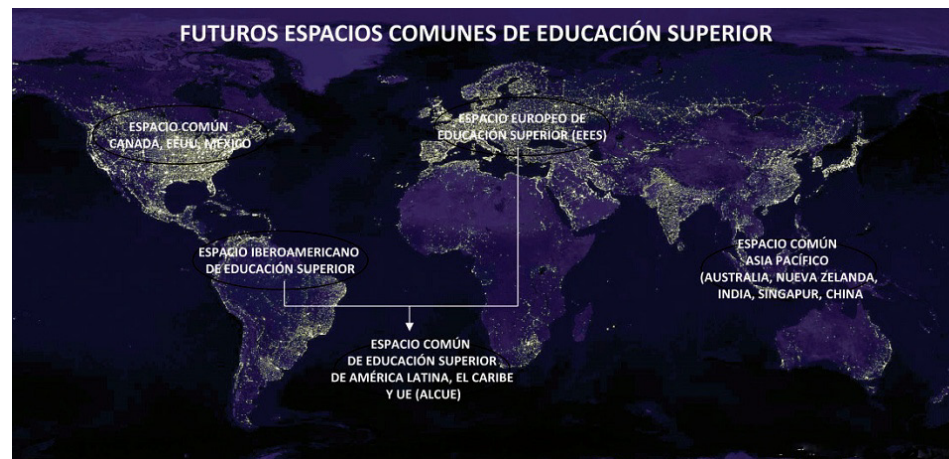 FUTUROS ESPACIOS COMUNES DE EDUCACIÓN SUPERIOR
ESPACIO COMÚN
CANADÁ, EEUU, MÉXICO
ESPACIO EUROPEO DE
EDUCACIÓN SUPERIOR (EEES)
ESPACIO IBEROAMERICANO
DE EDUCACIÓN SUPERIOR
ESPACIO COMÚN
ASIA PACÍFICO
(AUSTRALIA, NUEVA ZELANDA,
INDIA, SINGAPUR, CHINA
ESPACIO COMÚN
DE EDUCACIÓN SUPERIOR
DE AMÉRICA LATINA, EL CARIBE
Y UE (ALCUE)